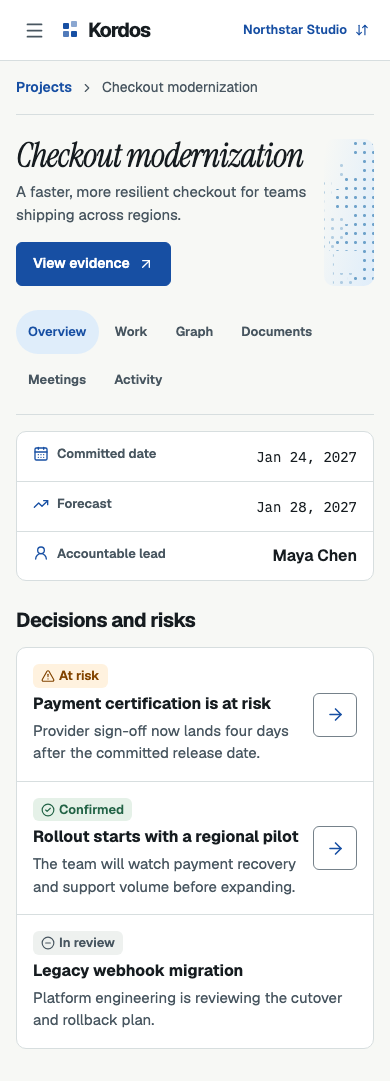 Kordos
Northstar Studio
Projects > Checkout modernization
Checkout modernization
A faster, more resilient checkout for teams
shipping across regions.
View evidence
Overview Work Graph Documents
Meetings Activity
Committed date Jan 24, 2027
Forecast Jan 28, 2027
Accountable lead Maya Chen
Decisions and risks
At risk
Payment certification is at risk
Provider sign-off now lands four days
after the committed release date.
Confirmed
Rollout starts with a regional pilot
The team will watch payment recovery
and support volume before expanding.
In review
Legacy webhook migration
Platform engineering is reviewing the cutover
and rollback plan.